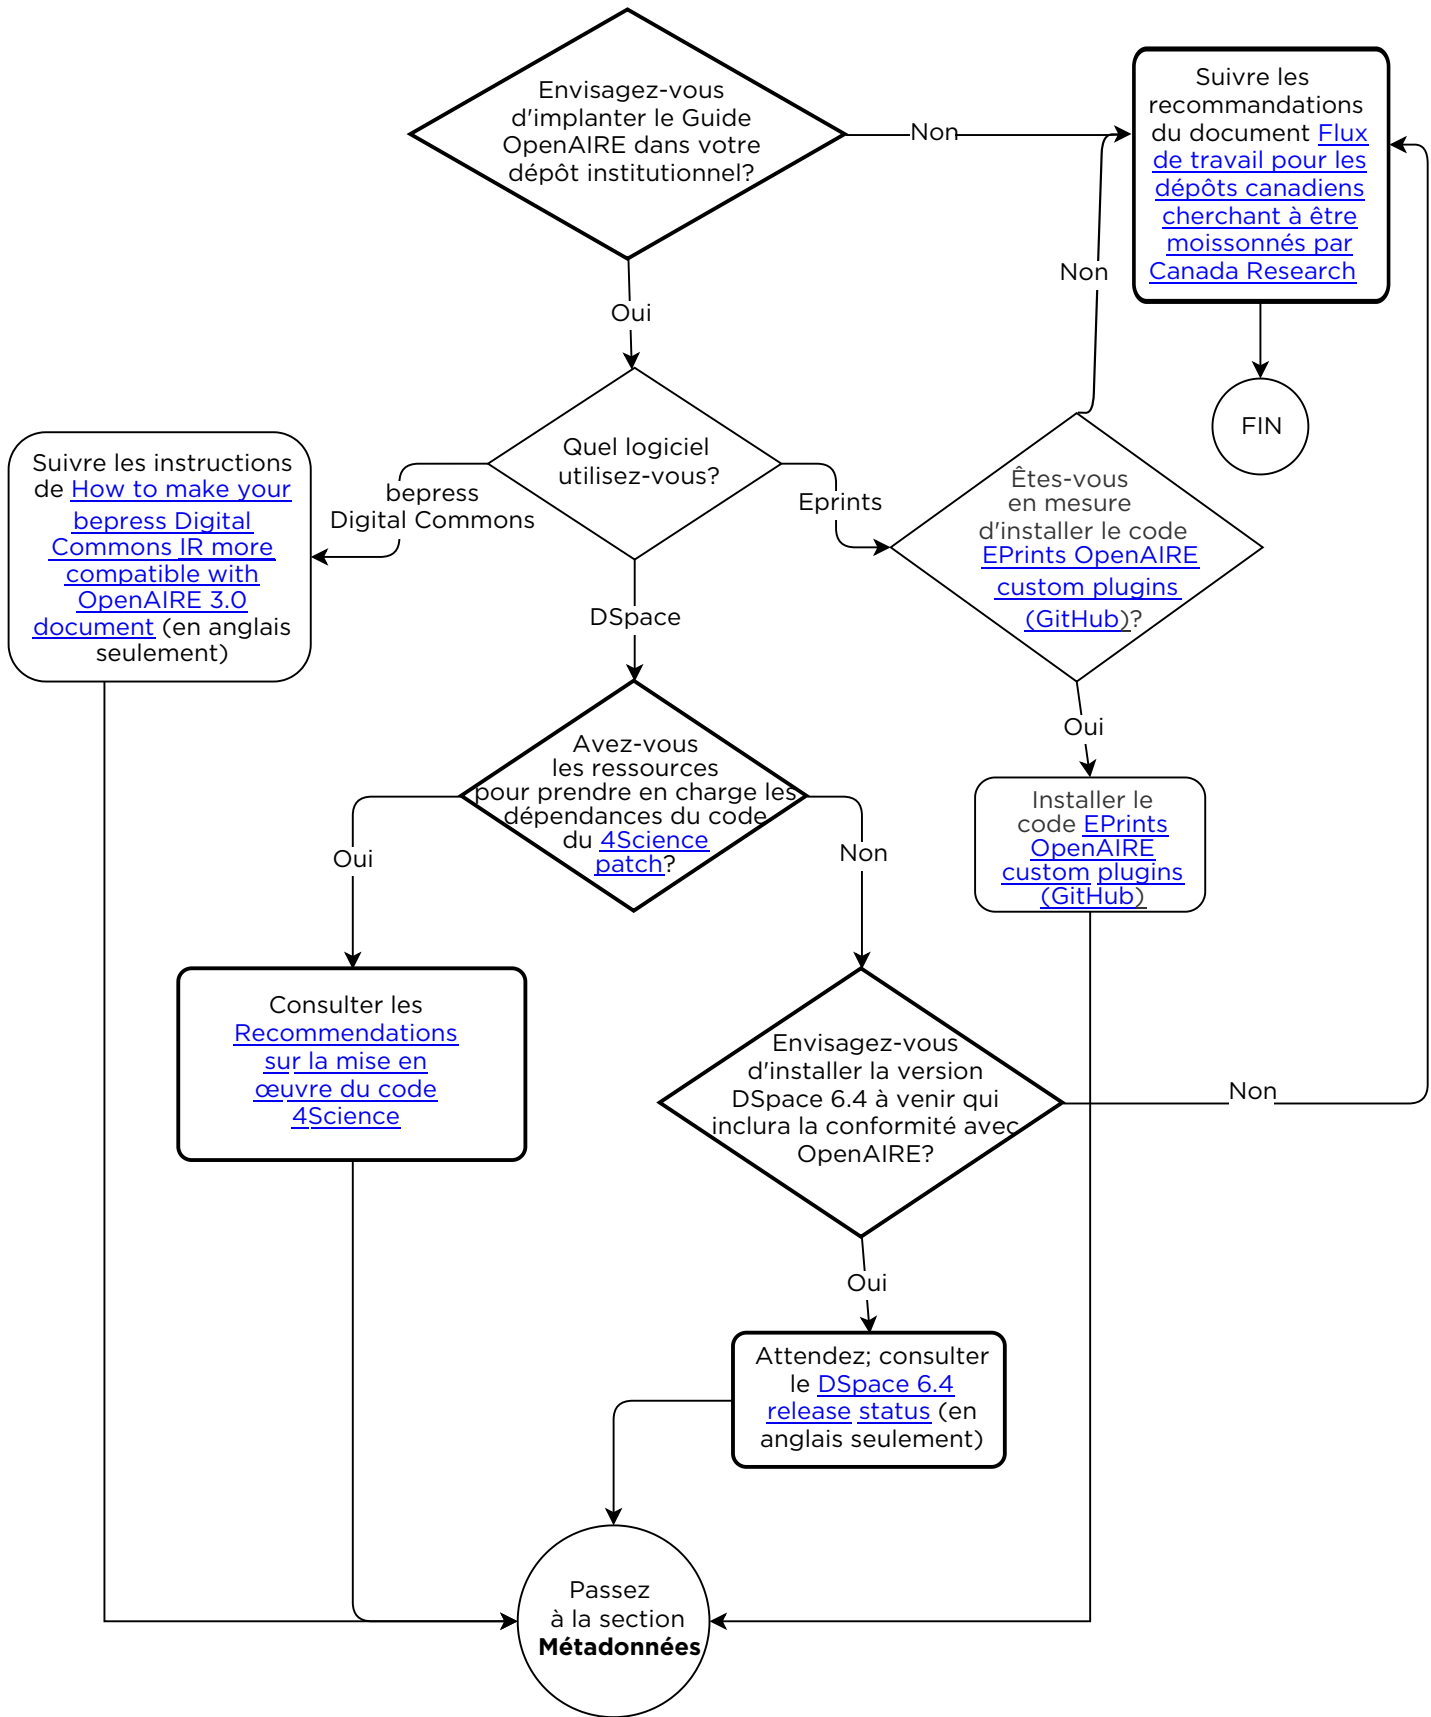 Envisagez-vous
d'implanter le Guide
OpenAIRE dans votre
dépôt institutionnel?
Non
Suivre les
recommandations
du document Flux
de travail pour les
dépôts canadiens
cherchant à être
moissonnés par
Canada Research
Non
Oui
FIN
Quel logiciel
utilisez-vous?
Suivre les instructions
de How to make your
bepress Digital
Commons IR more
compatible with
OpenAIRE 3.0
document (en anglais
seulement)
bepress
Digital Commons
Eprints
Êtes-vous
en mesure
d'installer le code
EPrints OpenAIRE
custom plugins
(GitHub)?
DSpace
Oui
Avez-vous
les ressources
pour prendre en charge les
dépendances du code
du 4Science
patch?
Oui
Non
Installer le
code EPrints
OpenAIRE
custom plugins
(GitHub)
Consulter les
Recommendations
sur la mise en
œuvre du code
4Science
Envisagez-vous
d'installer la version
DSpace 6.4 à venir qui
inclura la conformité avec
OpenAIRE?
Non
Oui
Attendez; consulter
le DSpace 6.4
release status (en
anglais seulement)
Passez
à la section
Métadonnées